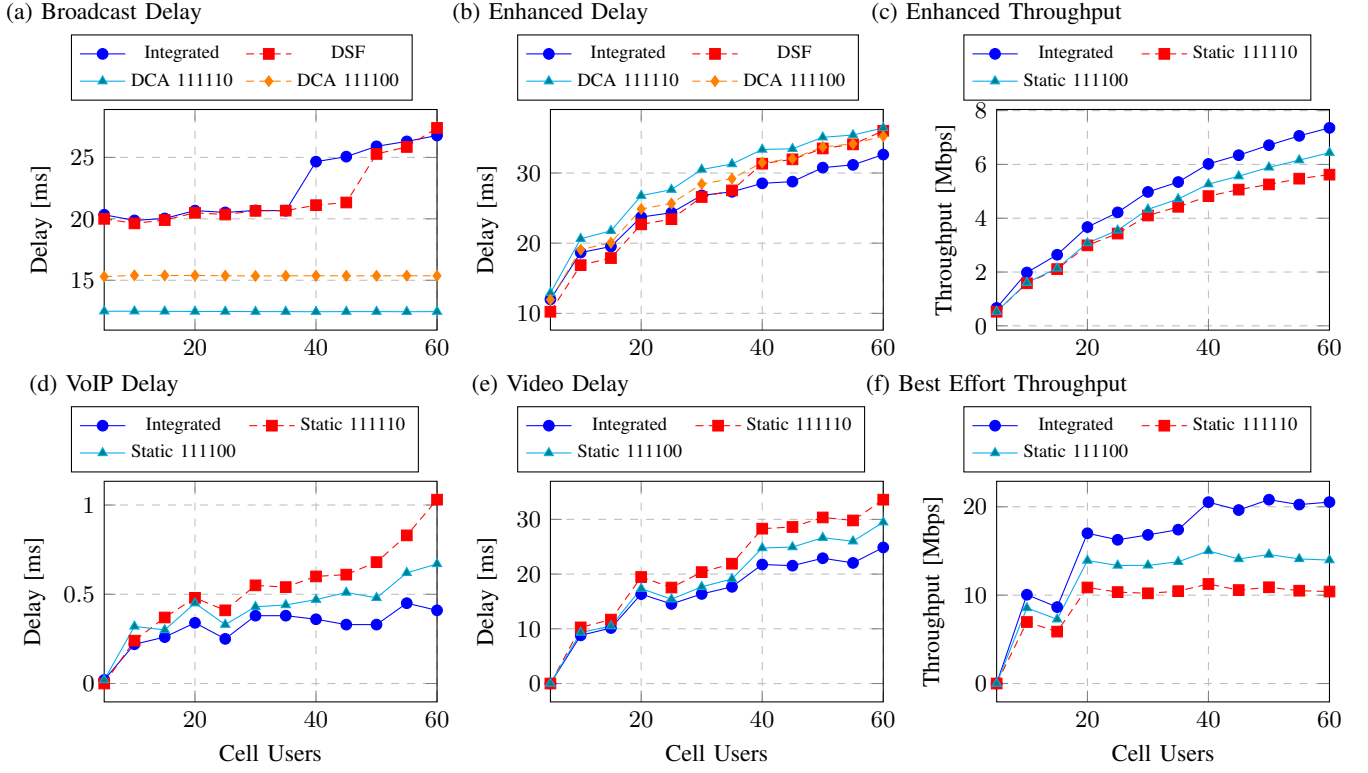 (a) Broadcast Delay
Integrated DSF
DCA 111110 DCA 111100
25
20
15
Delay [ms]
20 40 60
(b) Enhanced Delay
Integrated DSF
DCA 111110 DCA 111100
30
20
10
Delay [ms]
20 40 60
(c) Enhanced Throughput
Integrated Static 111110
Static 111100
8
6
4
2
0
Throughput [Mbps]
20 40 60
(d) VoIP Delay
Integrated Static 111110
Static 111100
1
0.5
0
Delay [ms]
20 40 60
Cell Users
(e) Video Delay
Integrated Static 111110
Static 111100
30
20
10
0
Delay [ms]
20 40 60
Cell Users
(f) Best Effort Throughput
Integrated Static 111110
Static 111100
20
10
0
Throughput [Mbps]
20 40 60
Cell Users